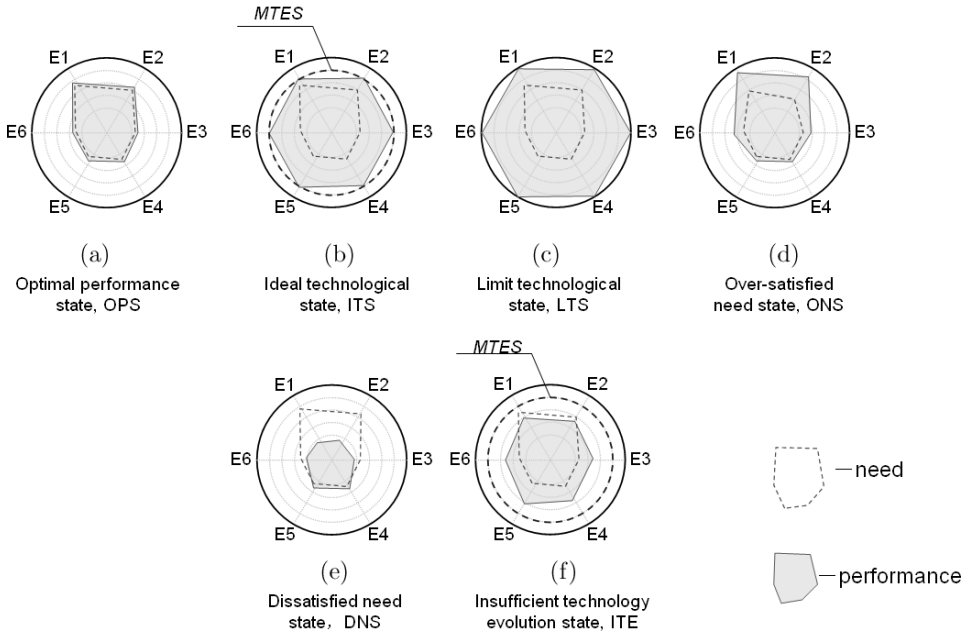 MTES
E1 E2 E3 E4 E5 E6
E1 E2 E3 E4 E5 E6
E1 E2 E3 E4 E5 E6
E1 E2 E3 E4 E5 E6
(a)
Optimal performance
state, OPS
(b)
Ideal technological
state, ITS
(c)
Limit technological
state, LTS
(d)
Over-satisfied
need state, ONS
MTES
E1 E2 E3 E4 E5 E6
E1 E2 E3 E4 E5 E6
(e)
Dissatisfied need
state, DNS
(f)
Insufficient technology
evolution state, ITE
need
performance